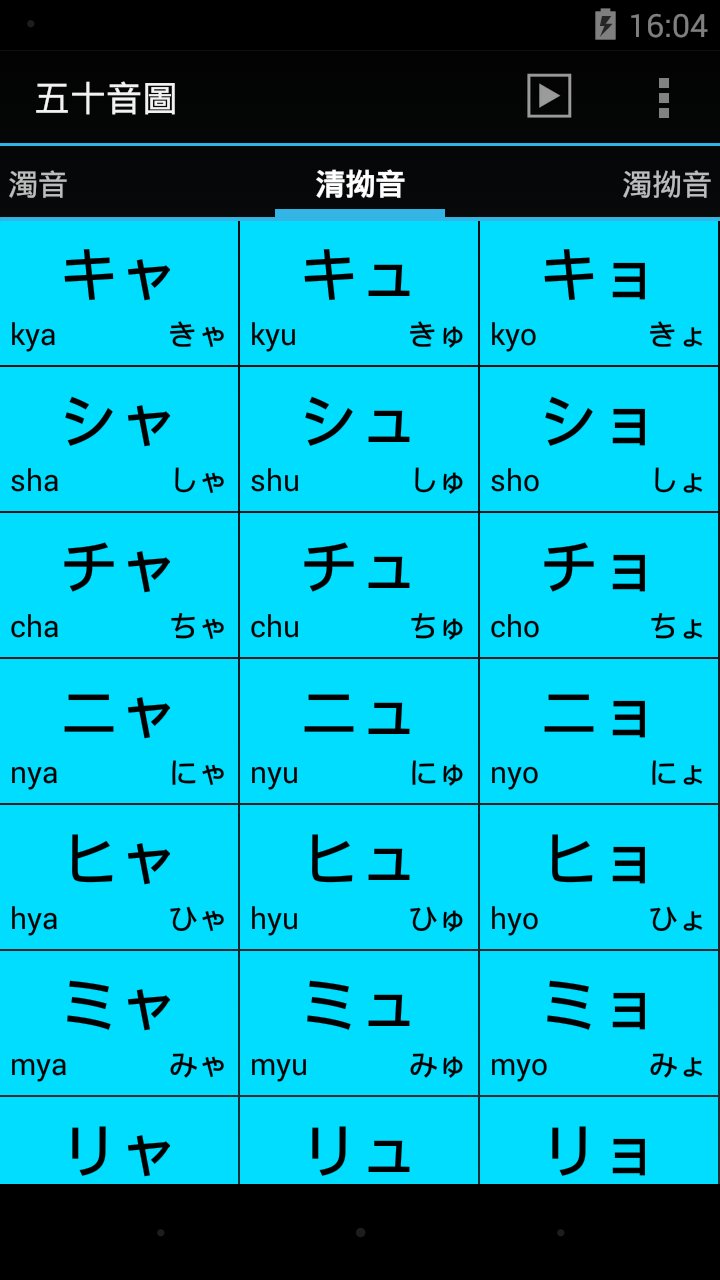 16:04
五十音圖
濁音 清拗音 濁拗音
キャ キュ キョ
kya きゃ kyu きゅ kyo きょ
シャ シュ ショ
sha しゃ shu しゅ sho しょ
チャ チュ チョ
cha ちゃ chu ちゅ cho ちょ
ニャ ニュ ニョ
nya にゃ nyu にゅ nyo にょ
ヒャ ヒュ ヒョ
hya ひゃ hyu ひゅ hyo ひょ
ミャ ミュ ミョ
mya みゃ myu みゅ myo みょ
リャ リュ リョ